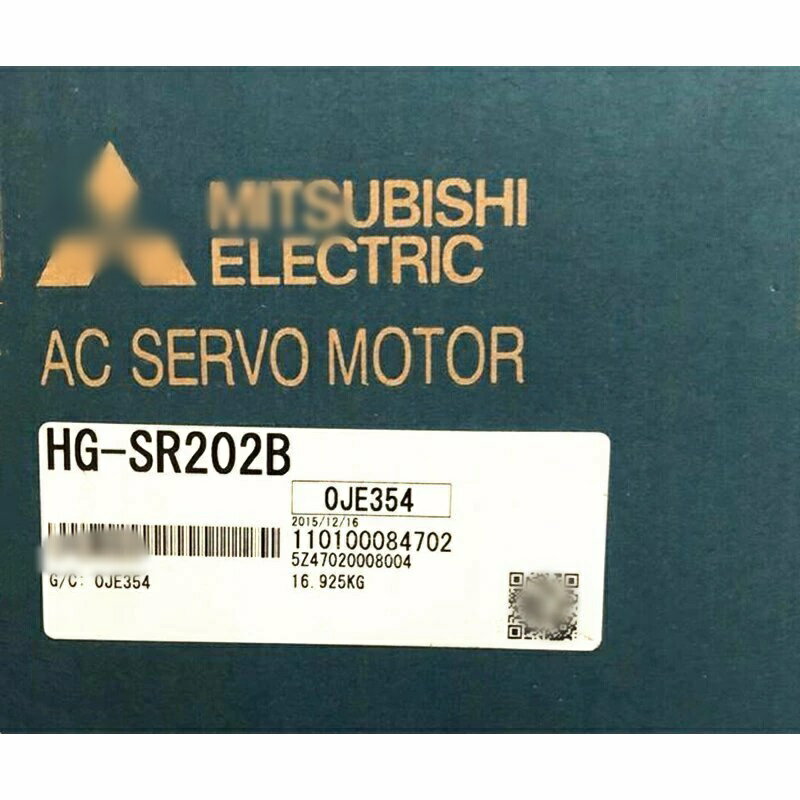 MITSUBISHI
ELECTRIC
AC SERVO MOTOR
HG-SR202B
0JE354
2015/12/16
110100084702
5Z47020008004
G/C: 0JE354
16.925KG